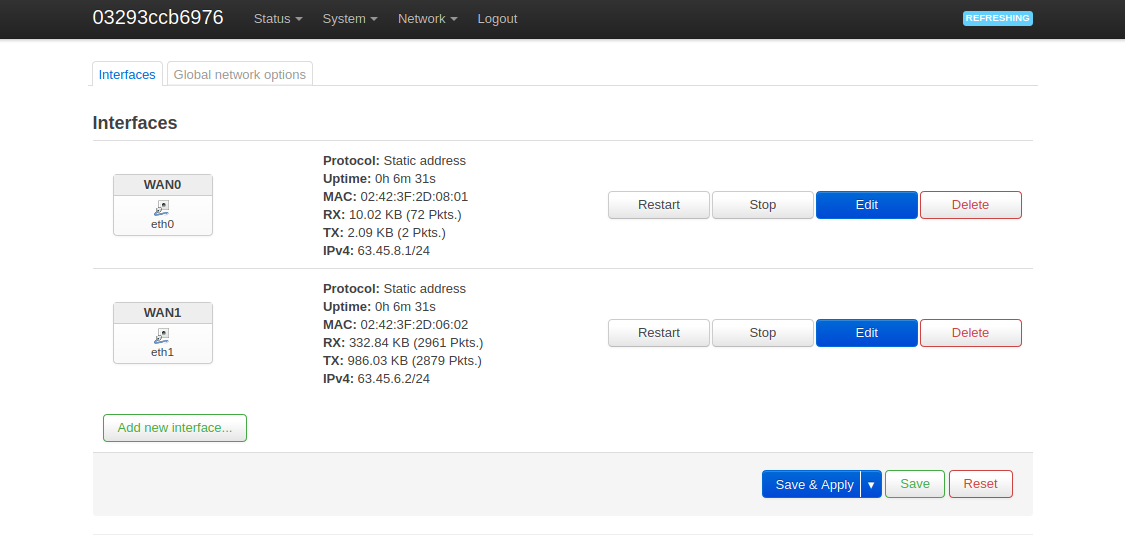 03293ccb6976 Status System Network Logout REFRESHING
Interfaces Global network options
Interfaces
WAN0
eth0
Protocol: Static address
Uptime: 0h 6m 31s
MAC: 02:42:3F:2D:08:01
RX: 10.02 KB (72 Pkts.)
TX: 2.09 KB (2 Pkts.)
IPv4: 63.45.8.1/24
Restart Stop Edit Delete
WAN1
eth1
Protocol: Static address
Uptime: 0h 6m 31s
MAC: 02:42:3F:2D:06:02
RX: 332.84 KB (2961 Pkts.)
TX: 986.03 KB (2879 Pkts.)
IPv4: 63.45.6.2/24
Restart Stop Edit Delete
Add new interface...
Save & Apply Save Reset